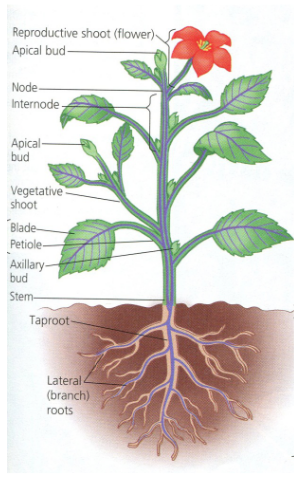 Reproductive shoot (flower)
Apical bud
Node
Internode
Apical
bud
Vegetative
shoot
Blade
Petiole
Axillary
bud
Stem
Taproot
Lateral
(branch)
roots